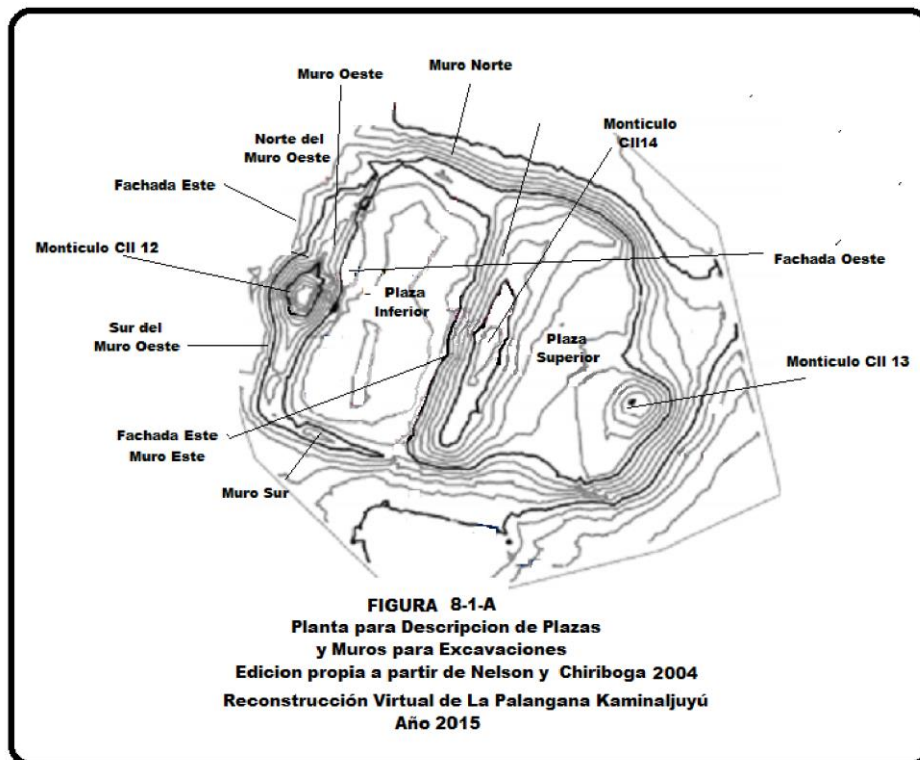 Muro Norte
Muro Oeste
Monticulo
CII14
Norte del
Muro Oeste
Fachada Este
Monticulo CII 12
Fachada Oeste
Plaza
Inferior
Sur del
Muro Oeste
Plaza
Superior
Monticulo CII 13
Fachada Este
Muro Este
Muro Sur
FIGURA 8-1-A
Planta para Descripcion de Plazas
y Muros para Excavaciones
Edicion propia a partir de Nelson y Chiriboga 2004
Reconstrucción Virtual de La Palangana Kaminaljuyú
Año 2015